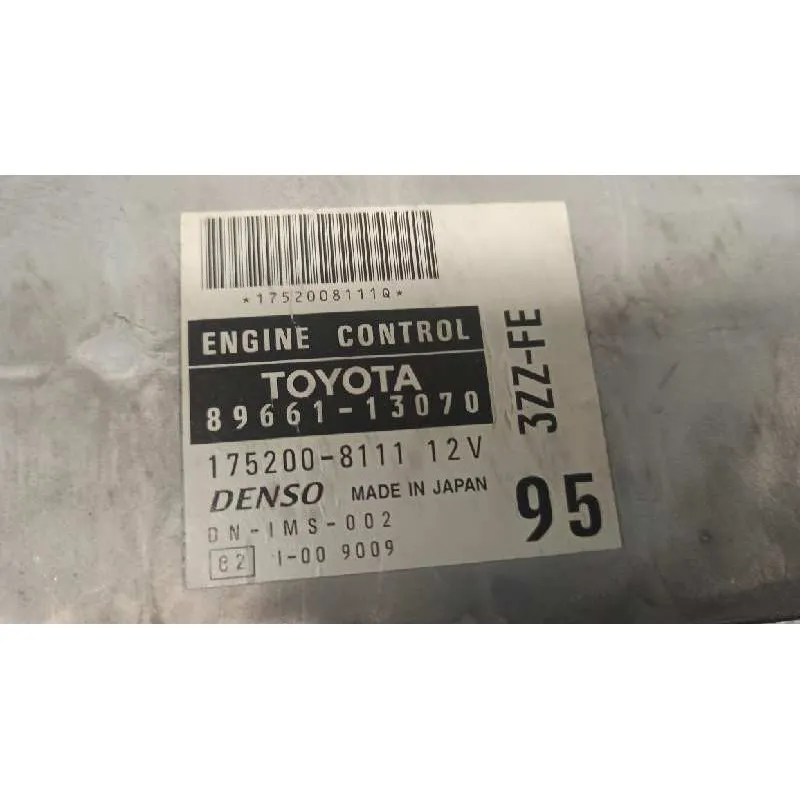 *1752008111Q*
ENGINE CONTROL
TOYOTA
89661-13070
175200-8111 12V
DENSO MADE IN JAPAN
DN-IMS-002
e2 I-00 9009
3ZZ-FE
95